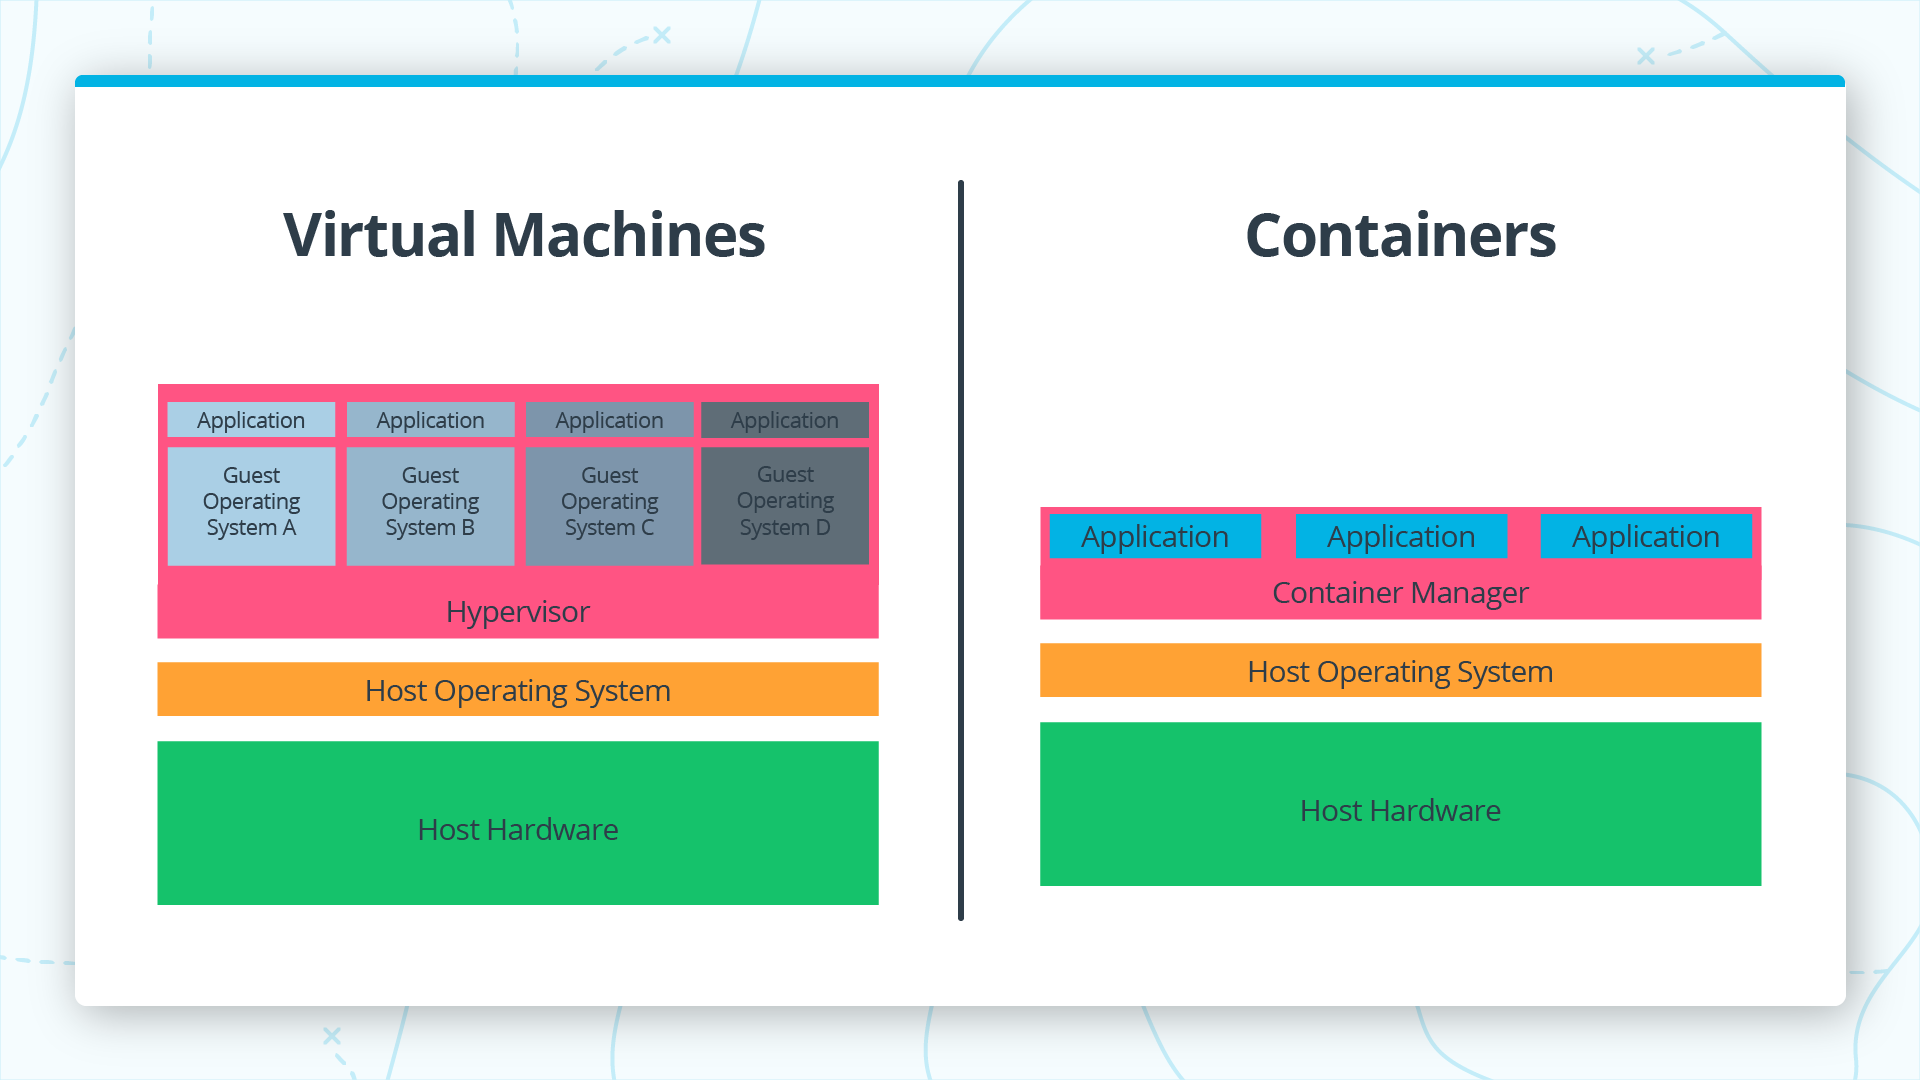 Virtual Machines
Application
Application
Application
Application
Guest
Operating
System A
Guest
Operating
System B
Guest
Operating
System C
Guest
Operating
System D
Hypervisor
Host Operating System
Host Hardware
Containers
Application
Application
Application
Container Manager
Host Operating System
Host Hardware